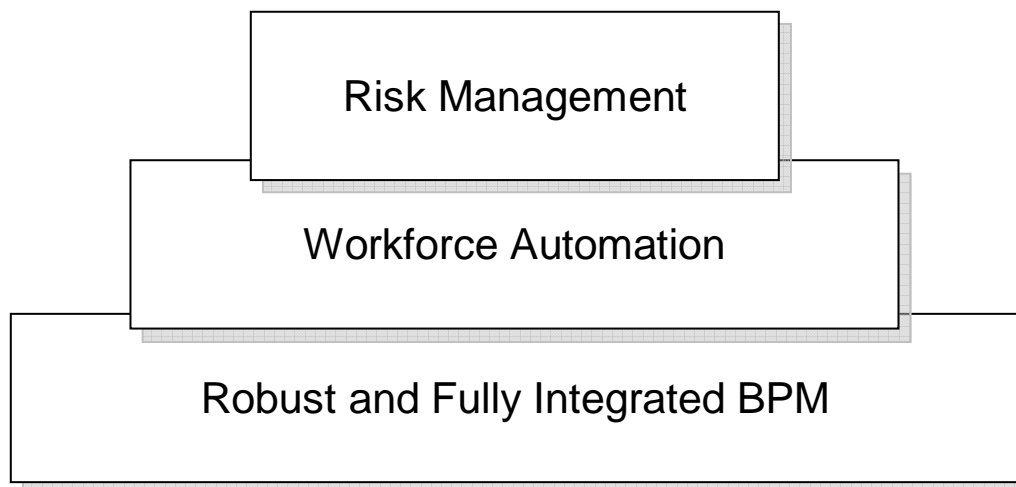 Risk Management
Workforce Automation
Robust and Fully Integrated BPM